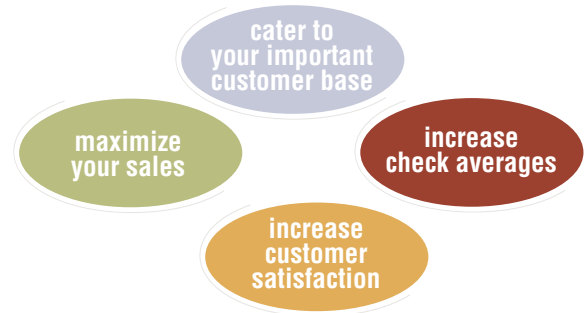 cater to
your important
customer base
maximize
your sales
increase
check averages
increase
customer
satisfaction